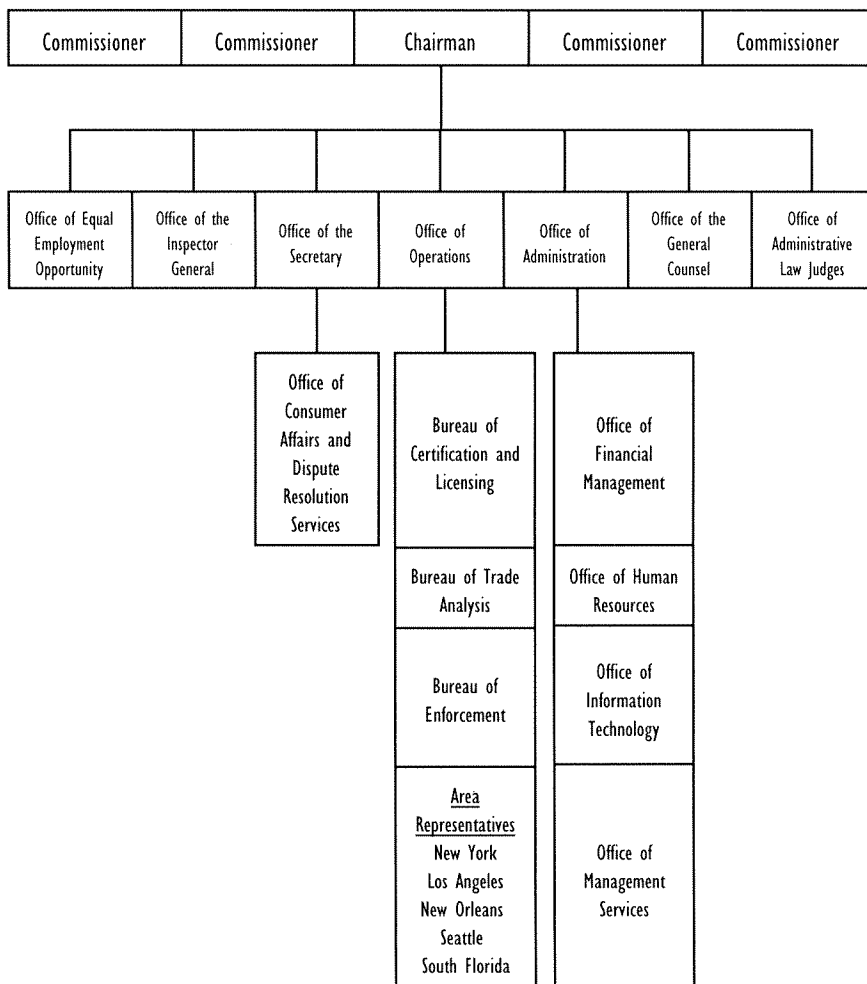 Commissioner
Commissioner
Chairman
Commissioner
Commissioner
Office of Equal
Employment
Opportunity
Office of the
Inspector
General
Office of the
Secretary
Office of
Operations
Office of
Administration
Office of the
General
Counsel
Office of
Administrative
Law Judges
Office of
Consumer
Affairs and
Dispute
Resolution
Services
Bureau of
Certification and
Licensing
Bureau of Trade
Analysis
Bureau of
Enforcement
Area
Representatives
New York
Los Angeles
New Orleans
Seattle
South Florida
Office of
Financial
Management
Office of Human
Resources
Office of
Information
Technology
Office of
Management
Services